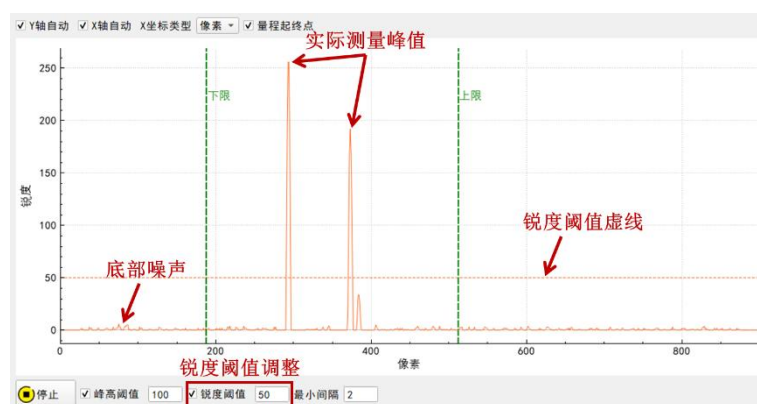 Y轴自动 X轴自动 X坐标类型 像素 量程起终点
实际测量峰值
250
下限
上限
200
150
锐度
100
锐度阈值虚线
底部噪声
50
0
0 200 400 600 800
像素
锐度阈值调整
停止 峰高阈值 100 锐度阈值 50 最小间隔 2